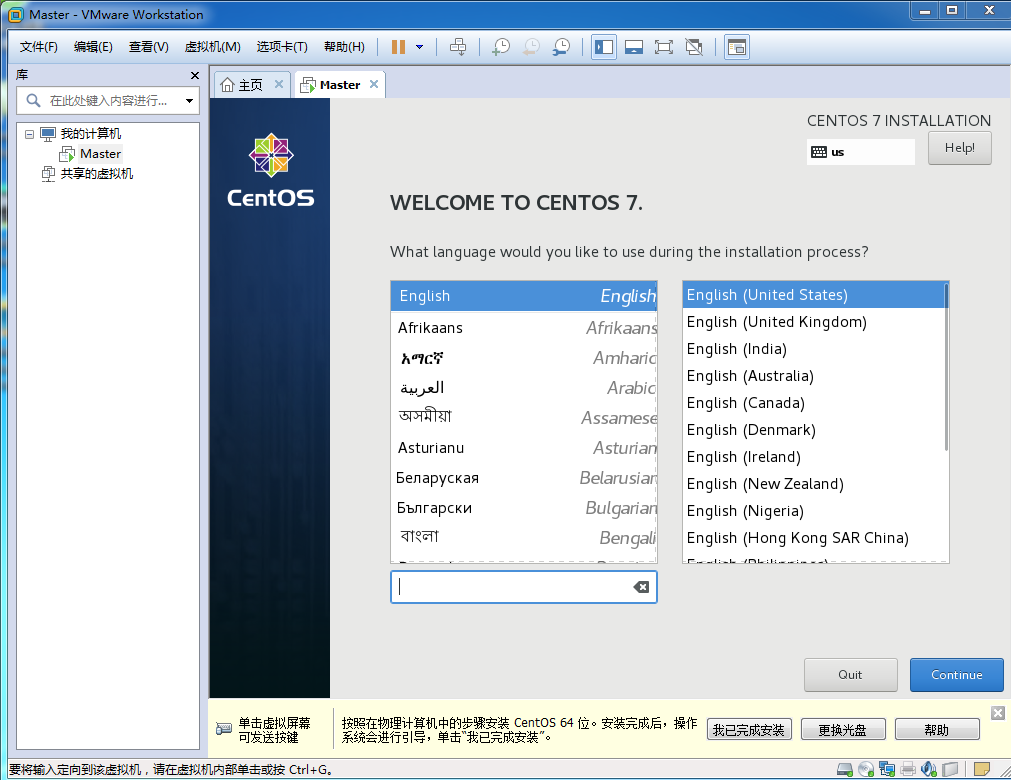 Master - VMware Workstation
文件(F) 编辑(E) 查看(V) 虚拟机(M) 选项卡(T) 帮助(H)
库
在此处键入内容进行...
我的计算机
Master
共享的虚拟机
主页
Master
CentOS
CENTOS 7 INSTALLATION
us
Help!
WELCOME TO CENTOS 7.
What language would you like to use during the installation process?
English English
Afrikaans Afrikaans
አማርኛ Amharic
العربية Arabic
অসমীয়া Assamese
Asturianu Asturian
Беларуская Belarusian
Български Bulgarian
বাংলা Bengali
English (United States)
English (United Kingdom)
English (India)
English (Australia)
English (Canada)
English (Denmark)
English (Ireland)
English (New Zealand)
English (Nigeria)
English (Hong Kong SAR China)
English (Philippines)
Quit
Continue
单击虚拟屏幕
可发送按键
按照在物理计算机中的步骤安装 CentOS 64 位。安装完成后，操作
系统会进行引导，单击“我已完成安装”。
我已完成安装
更换光盘
帮助
要将输入定向到该虚拟机，请在虚拟机内部单击或按 Ctrl+G。